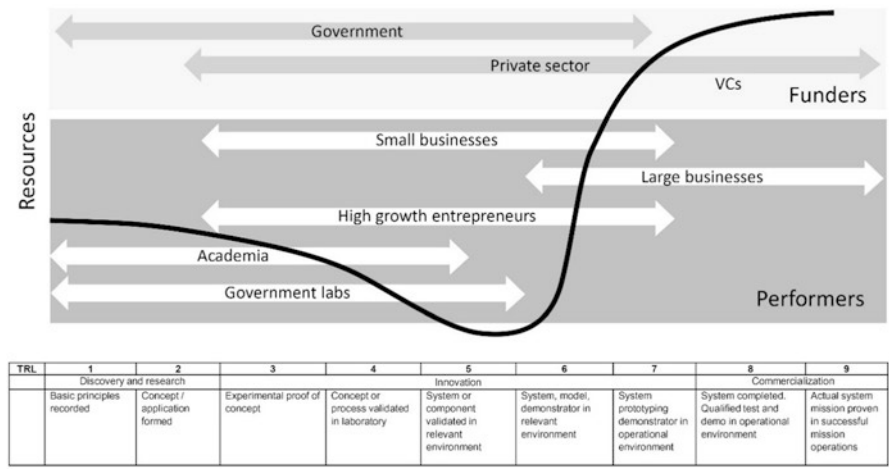 Government
Private sector
VCs
Funders
Resources
Small businesses
Large businesses
High growth entrepreneurs
Academia
Government labs
Performers
TRL 1 2 3 4 5 6 7 8 9
Discovery and research Innovation Commercialization
Basic principles
recorded
Concept /
application
formed
Experimental proof of
concept
Concept or
process validated
in laboratory
System or
component
validated in
relevant
environment
System, model,
demonstrator in
relevant
environment
System
prototyping
demonstrator in
operational
environment
System completed.
Qualified test and
demo in operational
environment
Actual system
mission proven
in successful
mission
operations